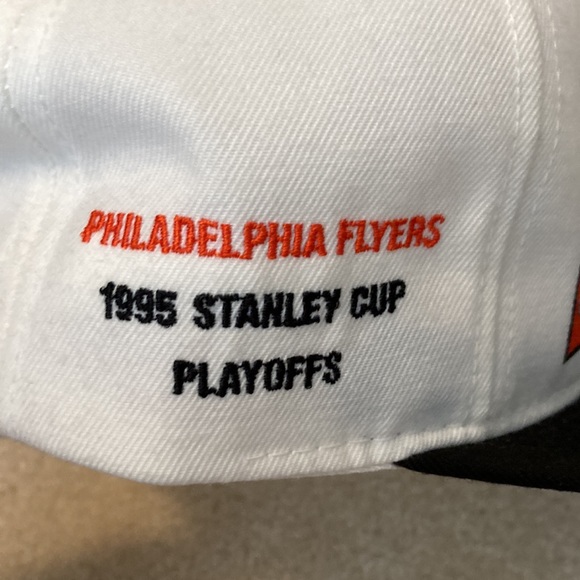 PHILADELPHIA FLYERS
1995 STANLEY CUP
PLAYOFFS